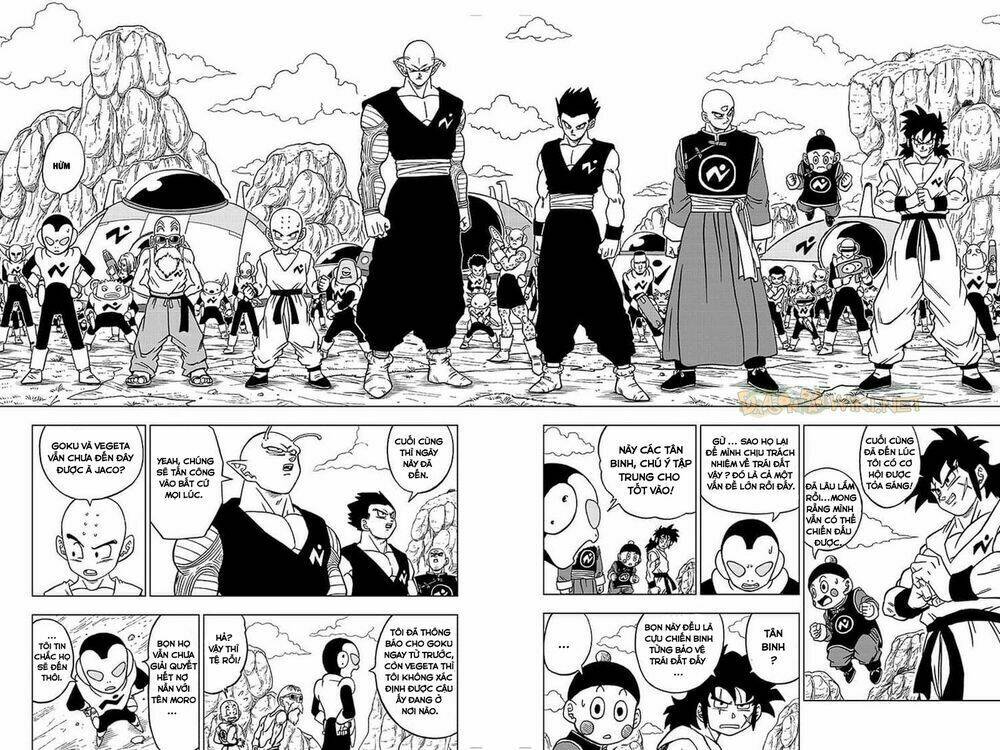 HỪM
CUỐI CÙNG
ĐÃ ĐẾN LÚC
TÔI CÓ CƠ
HỘI ĐƯỢC
TỎA SÁNG!
ĐÃ LÂU LẮM
RỒI...MONG
RẰNG MÌNH
VẪN CÓ THỂ
CHIẾN ĐẤU
ĐƯỢC.
GỪ ... SAO HỌ LẠI
ĐỂ MÌNH CHỊU TRÁCH
NHIỆM VỀ TRÁI ĐẤT
VẬY ? ĐÓ LÀ CẢ MỘT
VẤN ĐỀ LỚN RỒI ĐẤY.
NÀY CÁC TÂN
BINH, CHÚ Ý TẬP
TRUNG CHO
TỐT VÀO!
TÂN
BINH ?
BỌN NÀY ĐỀU LÀ
CỰU CHIẾN BINH
TỪNG BẢO VỆ
TRÁI ĐẤT ĐẤY
...
CUỐI CÙNG
THÌ NGÀY
NÀY ĐÃ
ĐẾN.
YEAH, CHÚNG
SẼ TẤN CÔNG
VÀO BẤT CỨ
MỌI LÚC.
GOKU VÀ VEGETA
VẪN CHƯA ĐẾN ĐÂY
ĐƯỢC À JACO?
TÔI ĐÃ THÔNG
BÁO CHO GOKU
NGAY TỪ TRƯỚC,
CÒN VEGETA THÌ
TÔI KHÔNG XÁC
ĐỊNH ĐƯỢC CẬU
ẤY ĐANG Ở
NƠI NÀO.
HẢ?
VẬY THÌ
TỆ RỒI!
BỌN HỌ
VẪN CHƯA
GIẢI QUYẾT
HẾT NỢ
NẦN VỚI
TÊN MORO
...
...
TÔI TIN
CHẮC HỌ
SẼ ĐẾN
THÔI.